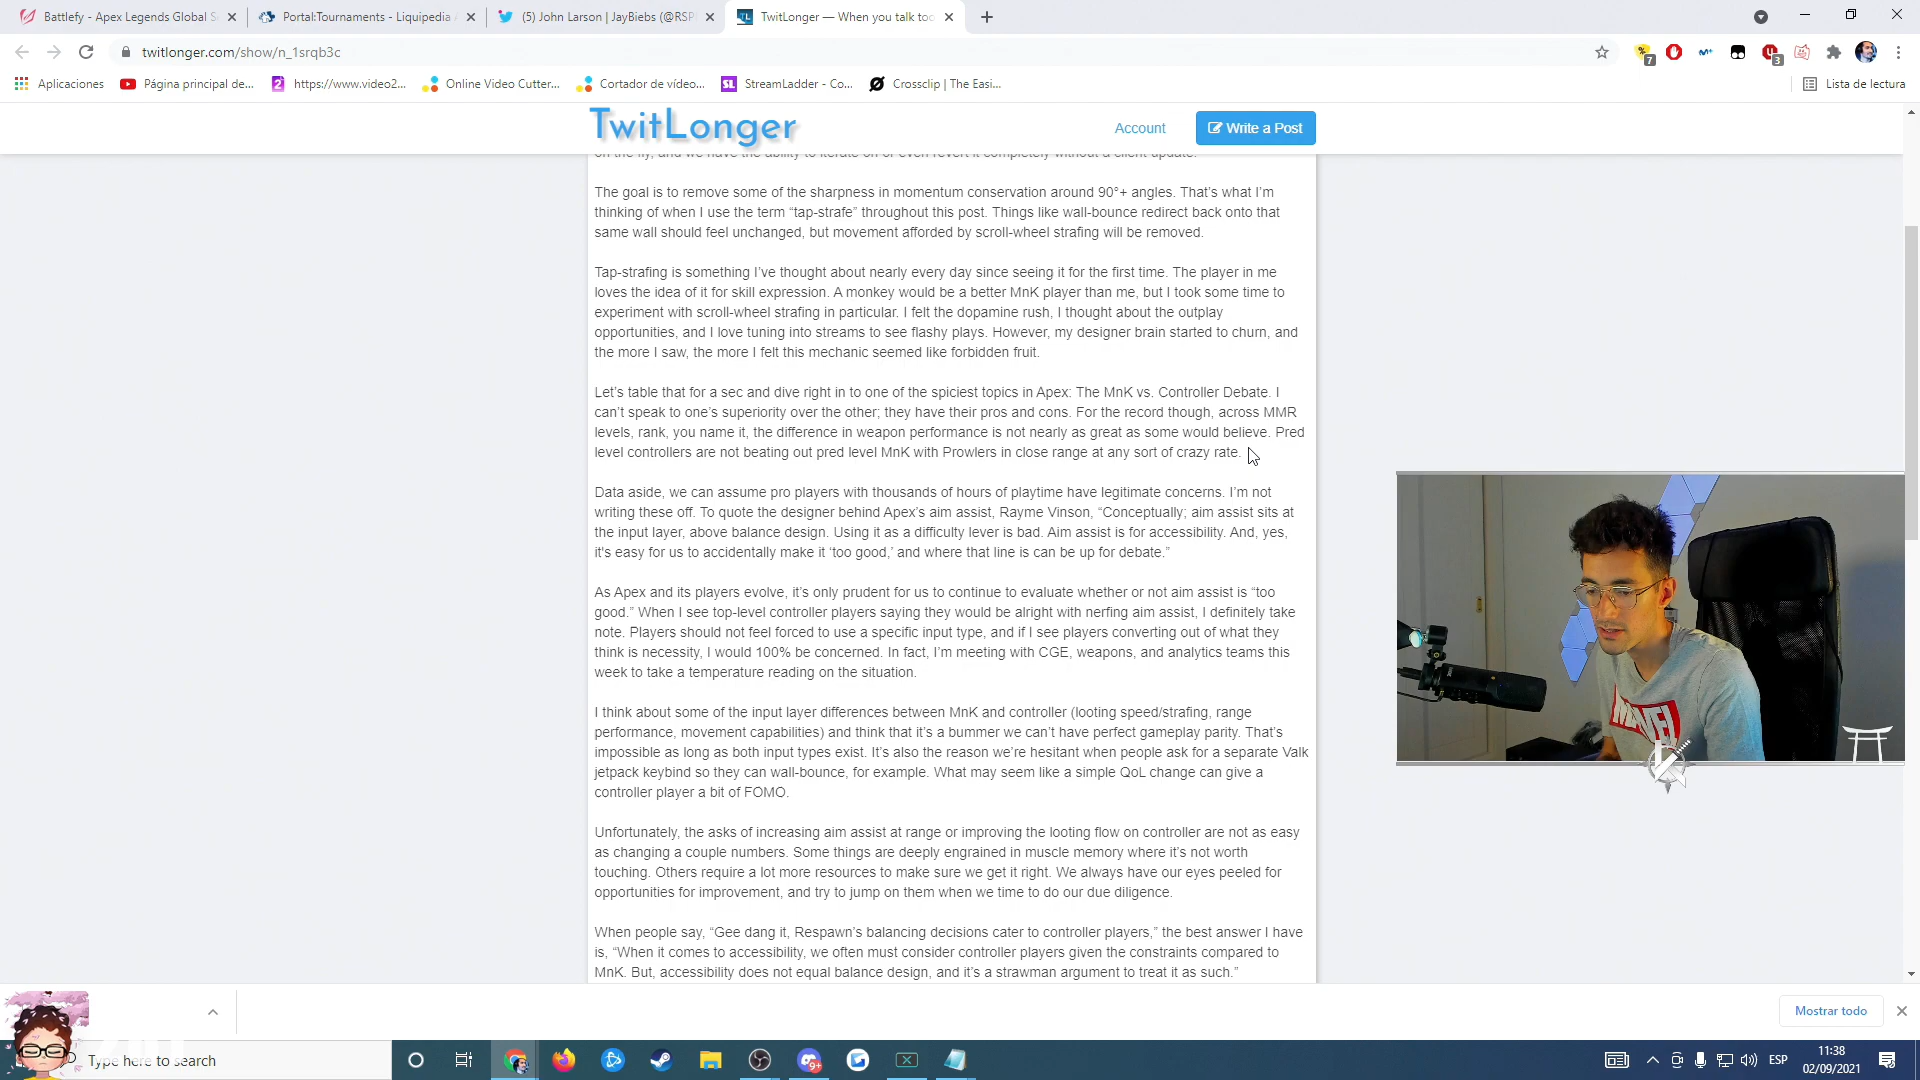 Battlefy - Apex Legends Global S
Portal:Tournaments - Liquipedia
(5) John Larson | JayBiebs (@RSP
TwitLonger — When you talk too
twitlonger.com/show/n_1srqb3c
7
3
Aplicaciones
Página principal de...
https://www.video2...
Online Video Cutter...
Cortador de vídeo...
StreamLadder - Co...
Crossclip | The Easi...
Lista de lectura
TwitLonger
Account
Write a Post
on the fly, and we have the ability to iterate on or even revert it completely without a client update.
The goal is to remove some of the sharpness in momentum conservation around 90°+ angles. That’s what I’m
thinking of when I use the term “tap-strafe” throughout this post. Things like wall-bounce redirect back onto that
same wall should feel unchanged, but movement afforded by scroll-wheel strafing will be removed.
Tap-strafing is something I’ve thought about nearly every day since seeing it for the first time. The player in me
loves the idea of it for skill expression. A monkey would be a better MnK player than me, but I took some time to
experiment with scroll-wheel strafing in particular. I felt the dopamine rush, I thought about the outplay
opportunities, and I love tuning into streams to see flashy plays. However, my designer brain started to churn, and
the more I saw, the more I felt this mechanic seemed like forbidden fruit.
Let’s table that for a sec and dive right in to one of the spiciest topics in Apex: The MnK vs. Controller Debate. I
can’t speak to one’s superiority over the other; they have their pros and cons. For the record though, across MMR
levels, rank, you name it, the difference in weapon performance is not nearly as great as some would believe. Pred
level controllers are not beating out pred level MnK with Prowlers in close range at any sort of crazy rate.
Data aside, we can assume pro players with thousands of hours of playtime have legitimate concerns. I’m not
writing these off. To quote the designer behind Apex’s aim assist, Rayme Vinson, “Conceptually; aim assist sits at
the input layer, above balance design. Using it as a difficulty lever is bad. Aim assist is for accessibility. And, yes,
it's easy for us to accidentally make it ‘too good,’ and where that line is can be up for debate.”
As Apex and its players evolve, it’s only prudent for us to continue to evaluate whether or not aim assist is “too
good.” When I see top-level controller players saying they would be alright with nerfing aim assist, I definitely take
note. Players should not feel forced to use a specific input type, and if I see players converting out of what they
think is necessity, I would 100% be concerned. In fact, I’m meeting with CGE, weapons, and analytics teams this
week to take a temperature reading on the situation.
I think about some of the input layer differences between MnK and controller (looting speed/strafing, range
performance, movement capabilities) and think that it’s a bummer we can’t have perfect gameplay parity. That’s
impossible as long as both input types exist. It’s also the reason we’re hesitant when people ask for a separate Valk
jetpack keybind so they can wall-bounce, for example. What may seem like a simple QoL change can give a
controller player a bit of FOMO.
Unfortunately, the asks of increasing aim assist at range or improving the looting flow on controller are not as easy
as changing a couple numbers. Some things are deeply engrained in muscle memory where it’s not worth
touching. Others require a lot more resources to make sure we get it right. We always have our eyes peeled for
opportunities for improvement, and try to jump on them when we time to do our due diligence.
When people say, “Gee dang it, Respawn’s balancing decisions cater to controller players,” the best answer I have
is, “When it comes to accessibility, we often must consider controller players given the constraints compared to
MnK. But, accessibility does not equal balance design, and it’s a strawman argument to treat it as such.”
MARVEL
Mostrar todo
Type here to search
9+
ESP
11:38
02/09/2021